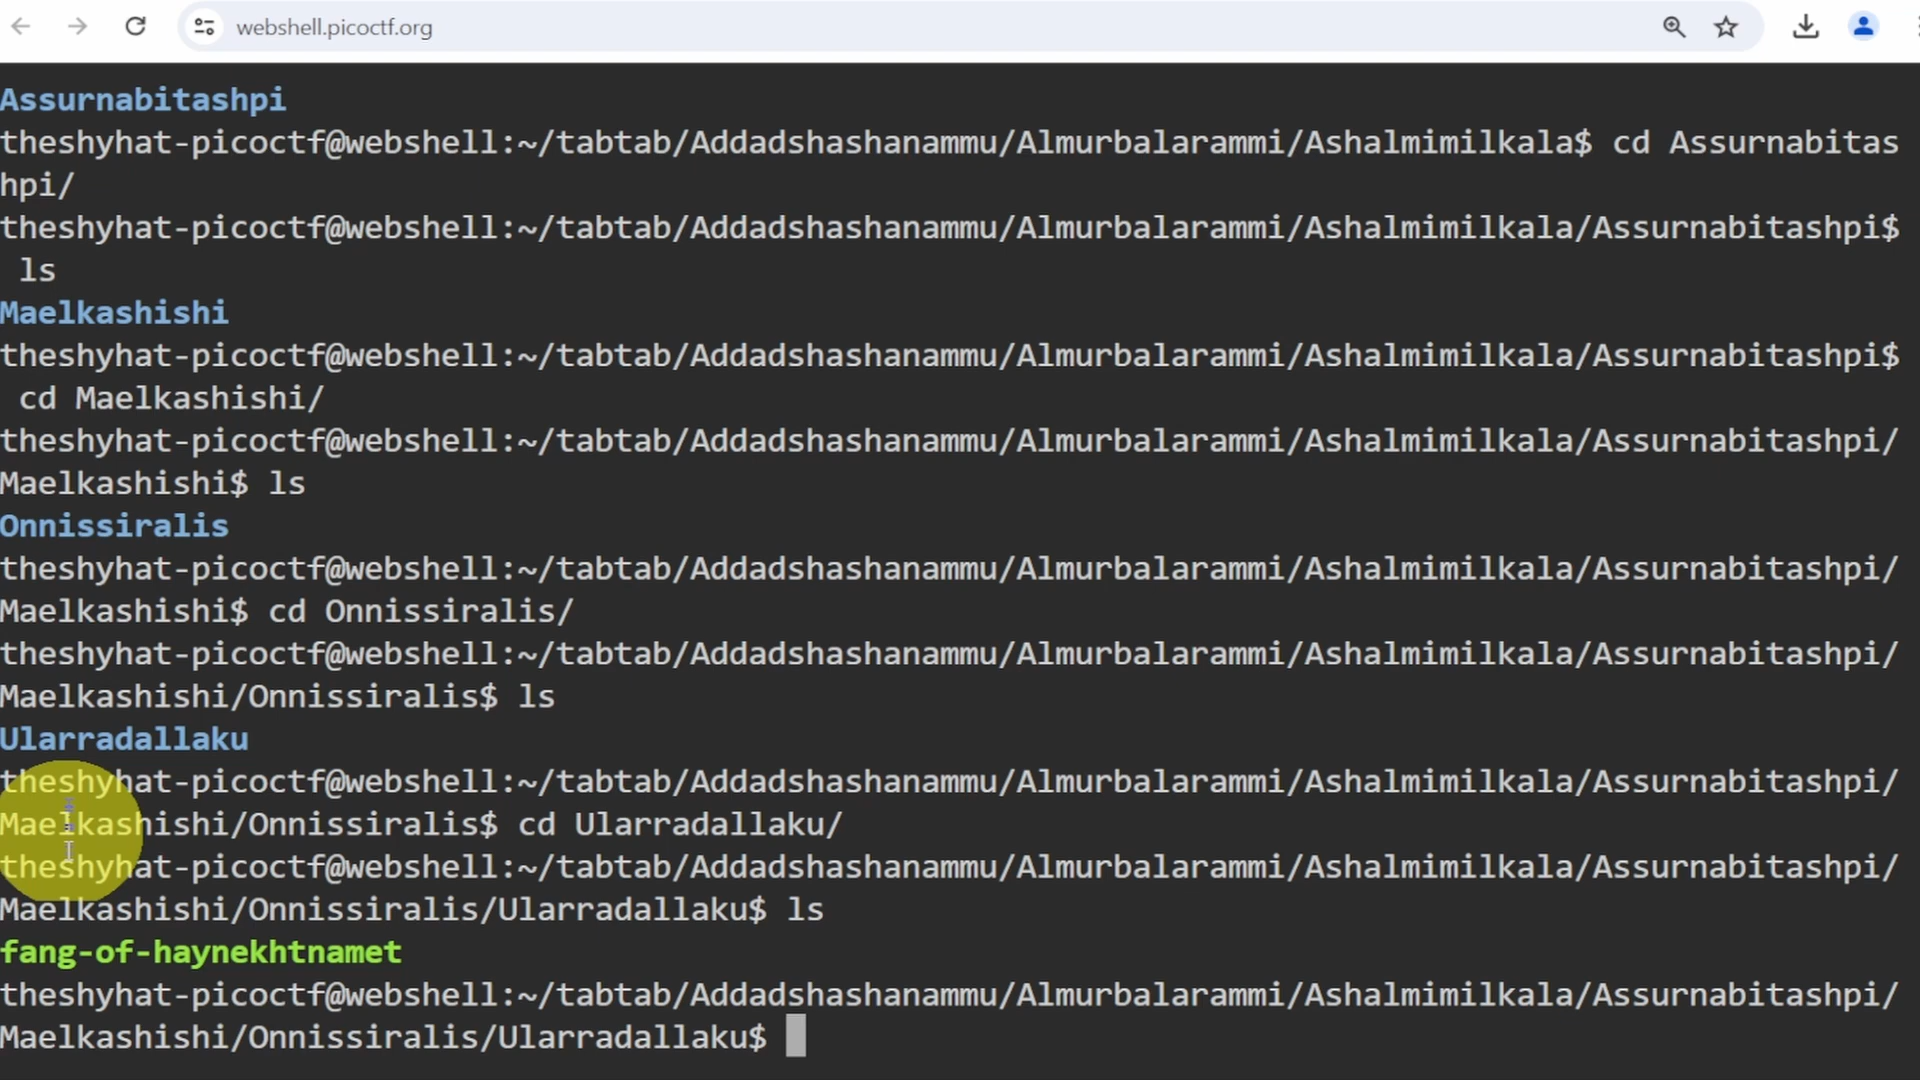 webshell.picoctf.org
Assurnabitashpi
theshyhat-picoctf@webshell:~/tabtab/Addadshashanammu/Almurbalarammi/Ashalmimilkala$ cd Assurnabitas
hpi/
theshyhat-picoctf@webshell:~/tabtab/Addadshashanammu/Almurbalarammi/Ashalmimilkala/Assurnabitashpi$
ls
Maelkashishi
theshyhat-picoctf@webshell:~/tabtab/Addadshashanammu/Almurbalarammi/Ashalmimilkala/Assurnabitashpi$
cd Maelkashishi/
theshyhat-picoctf@webshell:~/tabtab/Addadshashanammu/Almurbalarammi/Ashalmimilkala/Assurnabitashpi/
Maelkashishi$ ls
Onnissiralis
theshyhat-picoctf@webshell:~/tabtab/Addadshashanammu/Almurbalarammi/Ashalmimilkala/Assurnabitashpi/
Maelkashishi$ cd Onnissiralis/
theshyhat-picoctf@webshell:~/tabtab/Addadshashanammu/Almurbalarammi/Ashalmimilkala/Assurnabitashpi/
Maelkashishi/Onnissiralis$ ls
Ularradallaku
theshyhat-picoctf@webshell:~/tabtab/Addadshashanammu/Almurbalarammi/Ashalmimilkala/Assurnabitashpi/
Maelkashishi/Onnissiralis$ cd Ularradallaku/
theshyhat-picoctf@webshell:~/tabtab/Addadshashanammu/Almurbalarammi/Ashalmimilkala/Assurnabitashpi/
Maelkashishi/Onnissiralis/Ularradallaku$ ls
fang-of-haynekhtnamet
theshyhat-picoctf@webshell:~/tabtab/Addadshashanammu/Almurbalarammi/Ashalmimilkala/Assurnabitashpi/
Maelkashishi/Onnissiralis/Ularradallaku$